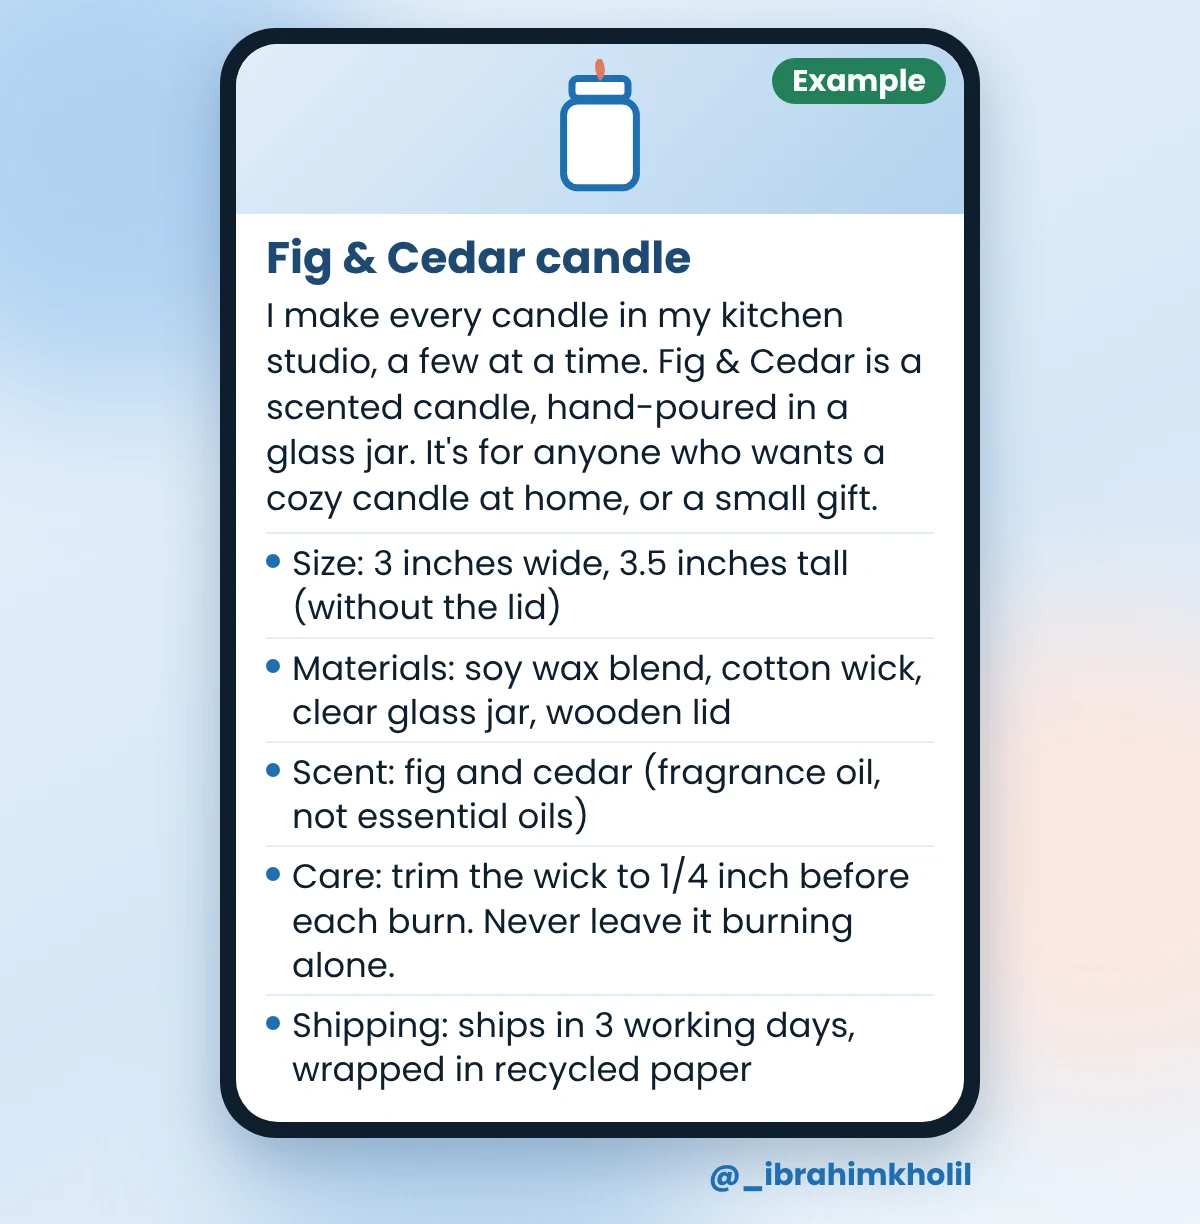 Example
Fig & Cedar candle
I make every candle in my kitchen
studio, a few at a time. Fig & Cedar is a
scented candle, hand-poured in a
glass jar. It's for anyone who wants a
cozy candle at home, or a small gift.
Size: 3 inches wide, 3.5 inches tall
(without the lid)
Materials: soy wax blend, cotton wick,
clear glass jar, wooden lid
Scent: fig and cedar (fragrance oil,
not essential oils)
Care: trim the wick to 1/4 inch before
each burn. Never leave it burning
alone.
Shipping: ships in 3 working days,
wrapped in recycled paper
@_ibrahimkholil